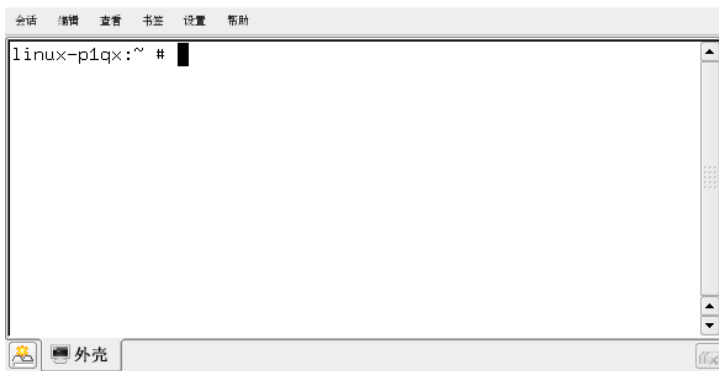 会话 编辑 查看 书签 设置 帮助
linux-p1qx:~ #
外壳